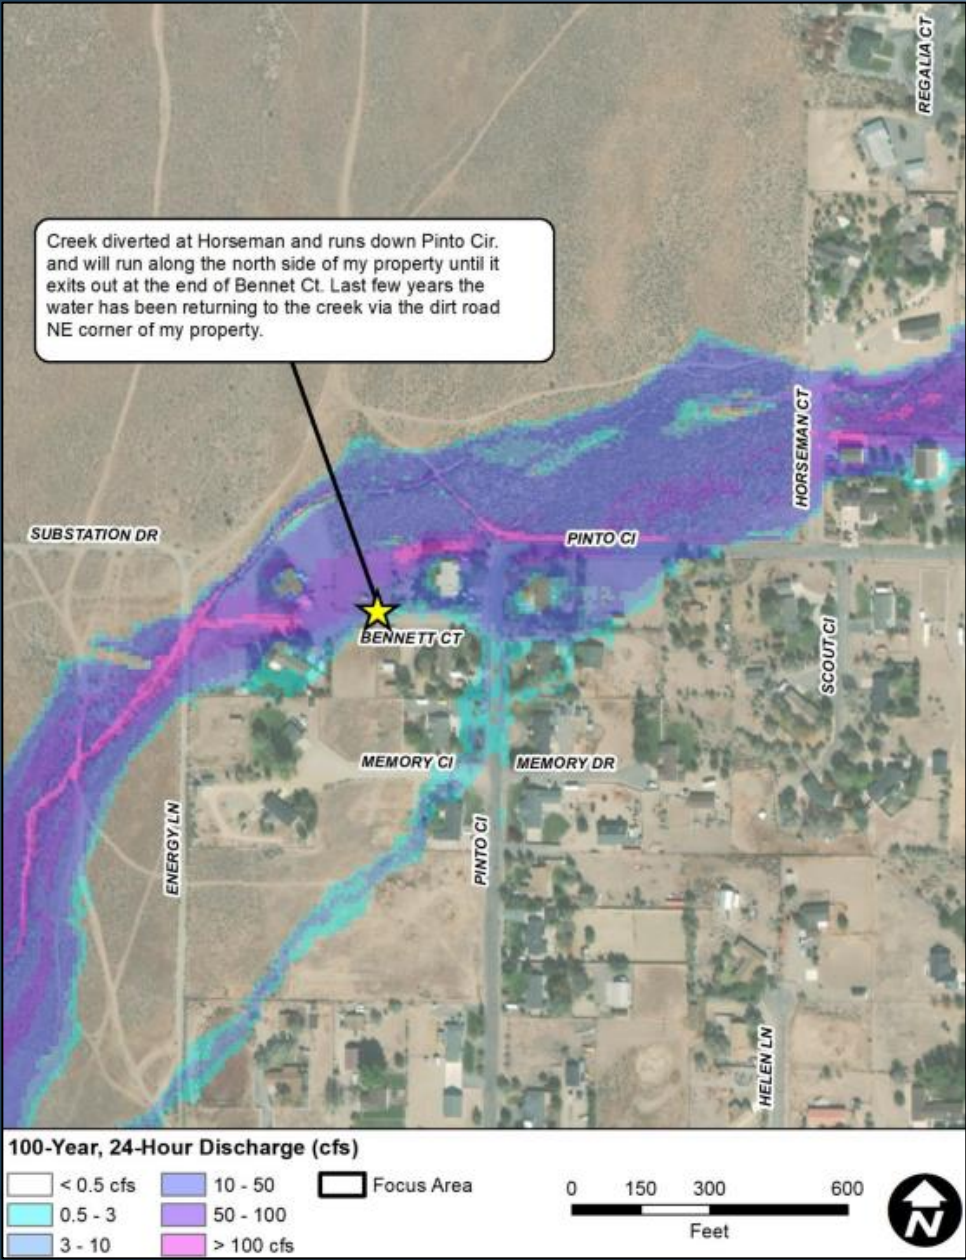 REGALIA CT
Creek diverted at Horseman and runs down Pinto Cir.
and will run along the north side of my property until it
exits out at the end of Bennet Ct. Last few years the
water has been returning to the creek via the dirt road
NE corner of my property.
HORSEMAN CT
SUBSTATION DR
PINTO CI
BENNETT CT
SCOUT CI
MEMORY CI
MEMORY DR
ENERGY LN
PINTO CI
HELEN LN
100-Year, 24-Hour Discharge (cfs)
< 0.5 cfs
0.5 - 3
3 - 10
10 - 50
50 - 100
> 100 cfs
Focus Area
0 150 300 600
Feet
N